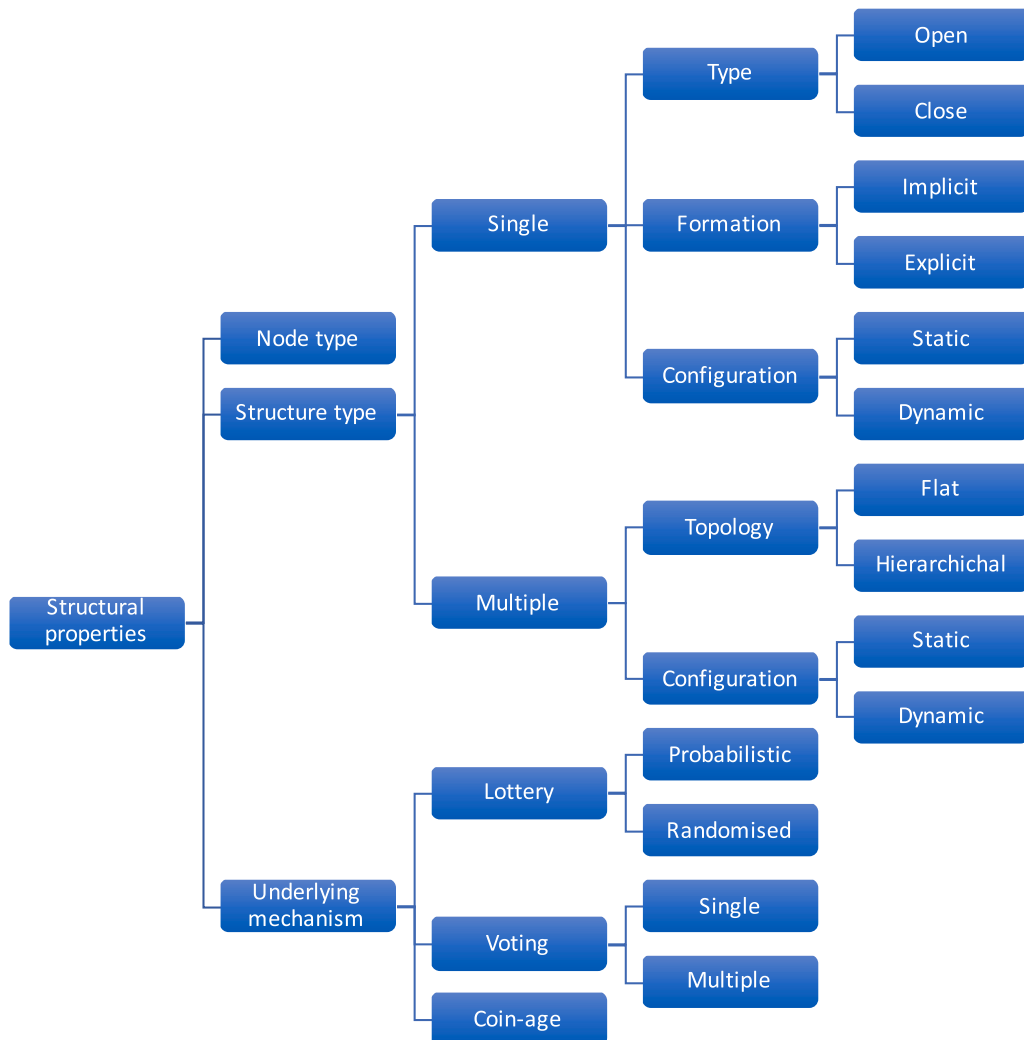 Open
Type
Close
Implicit
Single
Formation
Explicit
Node type
Static
Configuration
Structure type
Dynamic
Flat
Topology
Hierarchichal
Multiple
Structural
properties
Static
Configuration
Dynamic
Probabilistic
Lottery
Randomised
Underlying
mechanism
Single
Voting
Multiple
Coin-age